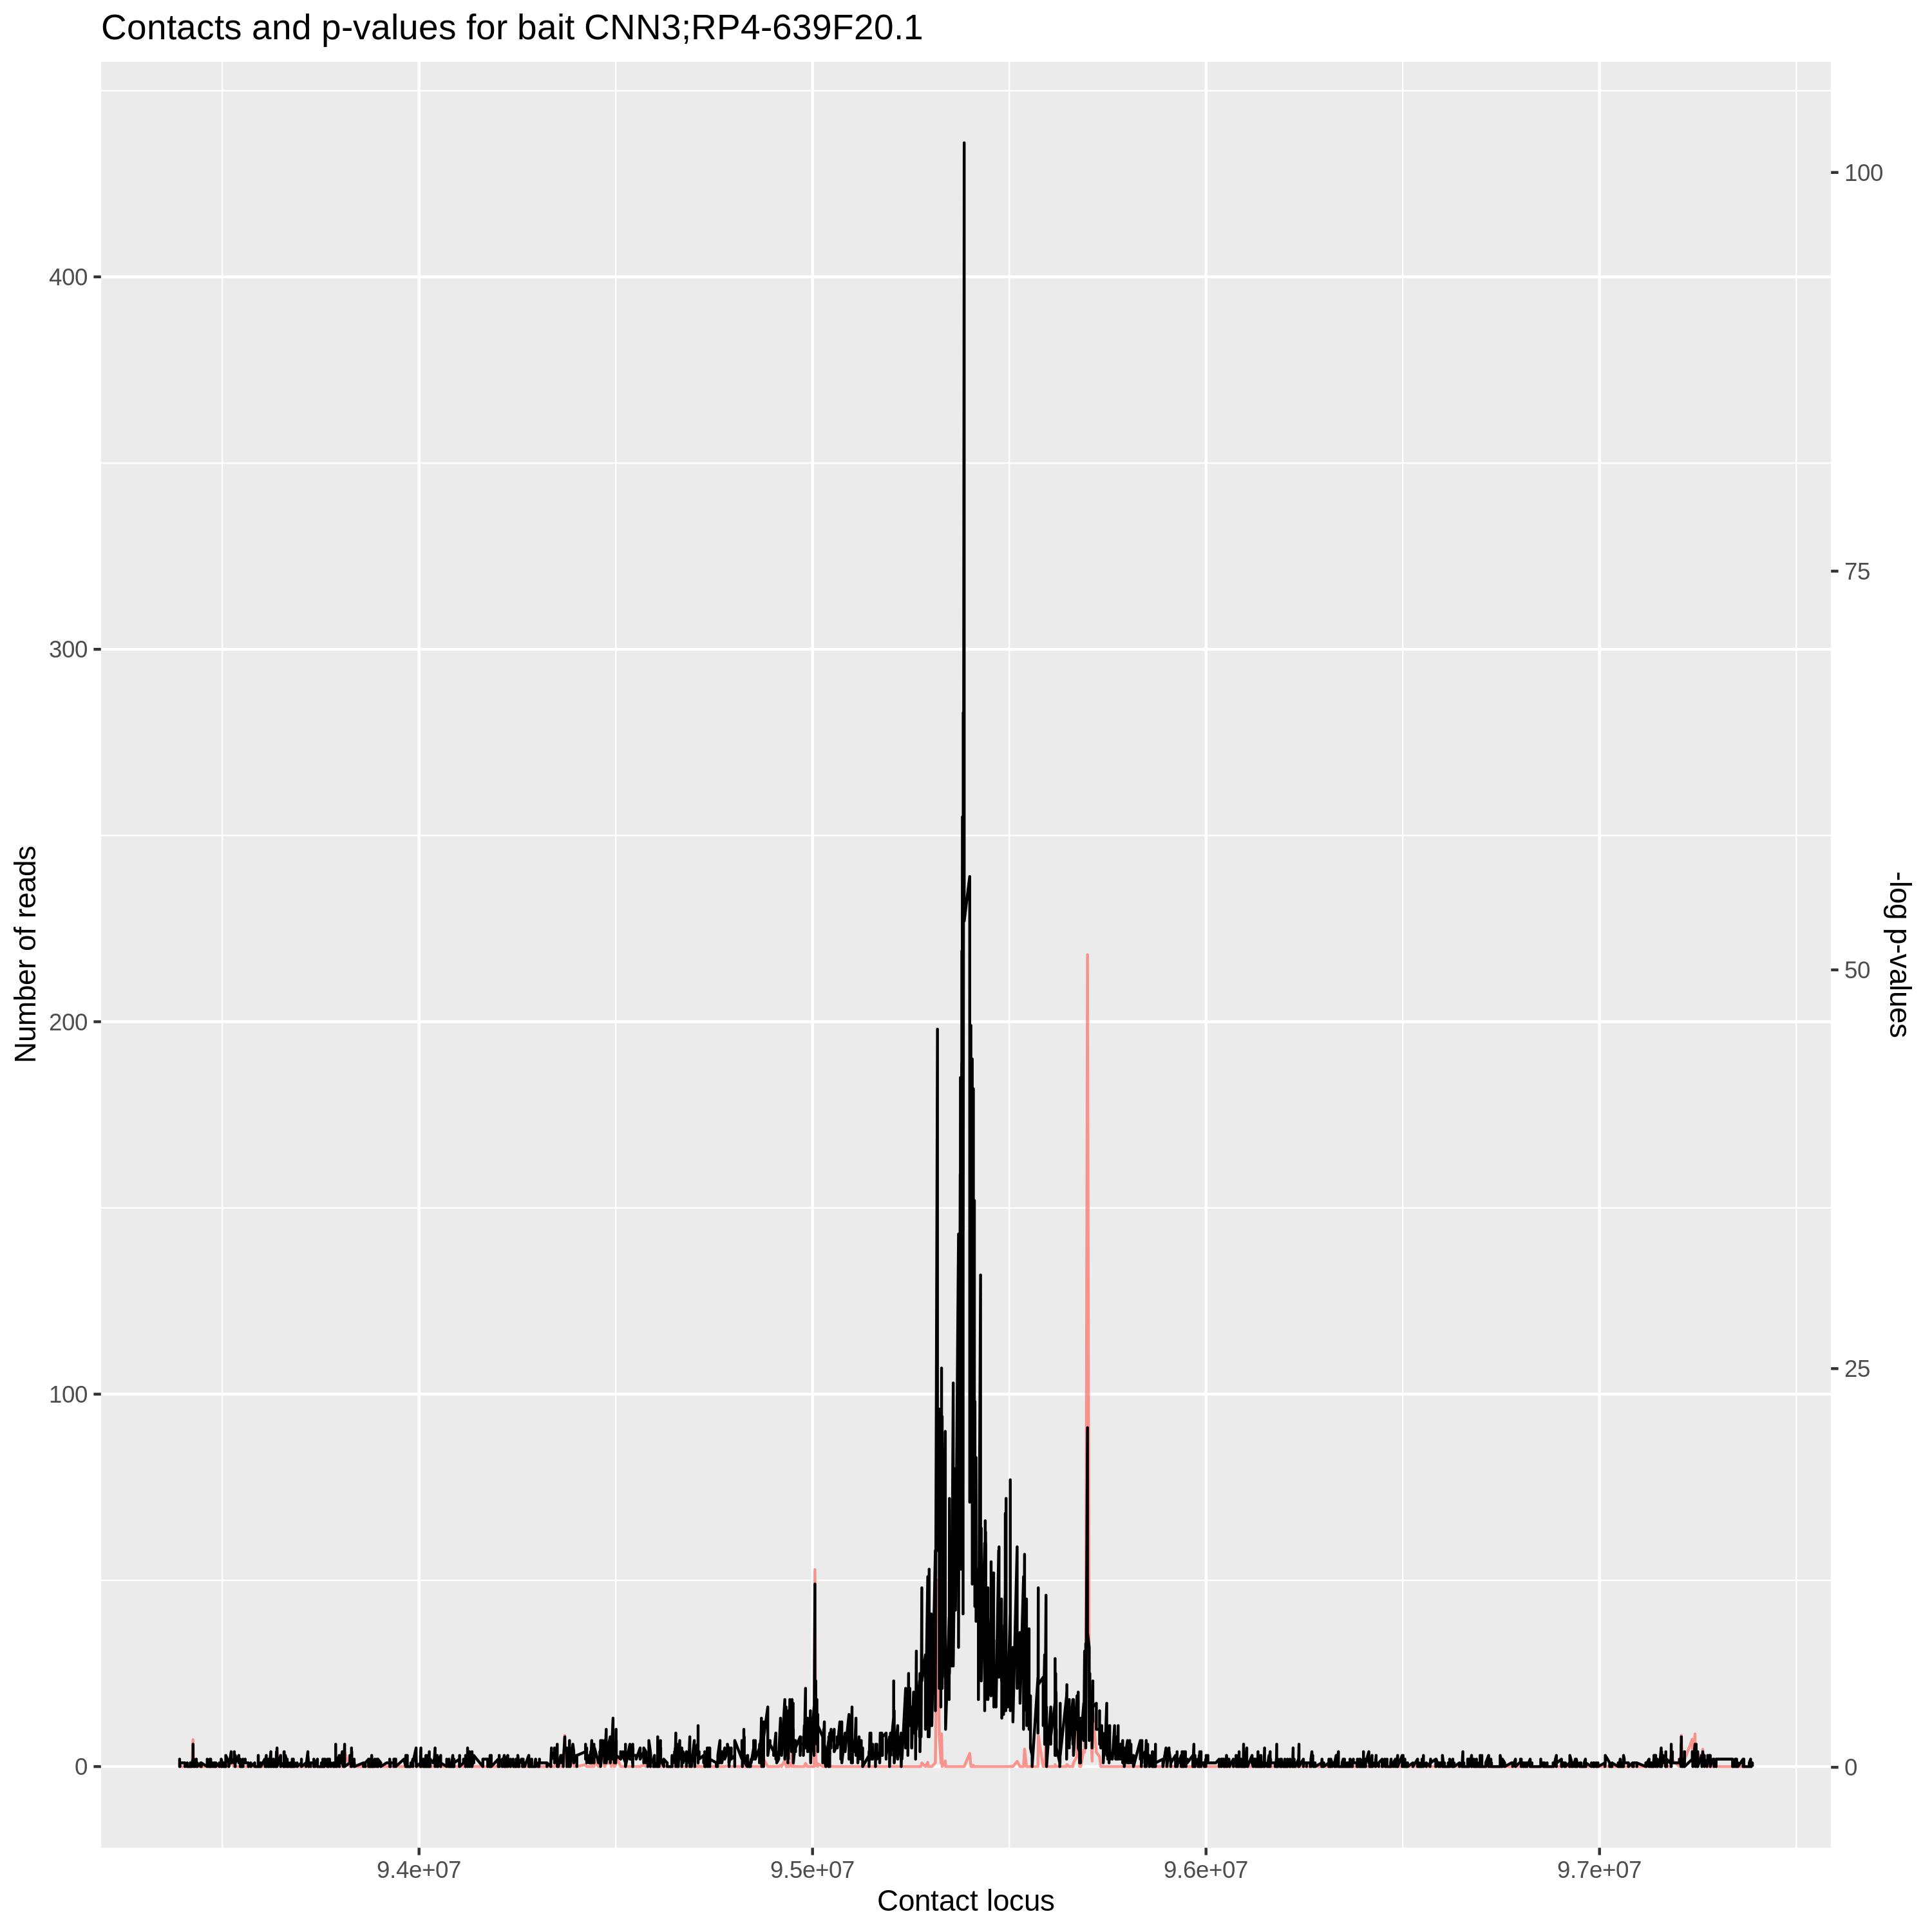 Contacts and p-values for bait CNN3;RP4-639F20.1
Number of reads
400
300
200
100
0
100
75
50
25
0
-log p-values
9.4e+07
9.5e+07
9.6e+07
9.7e+07
Contact locus